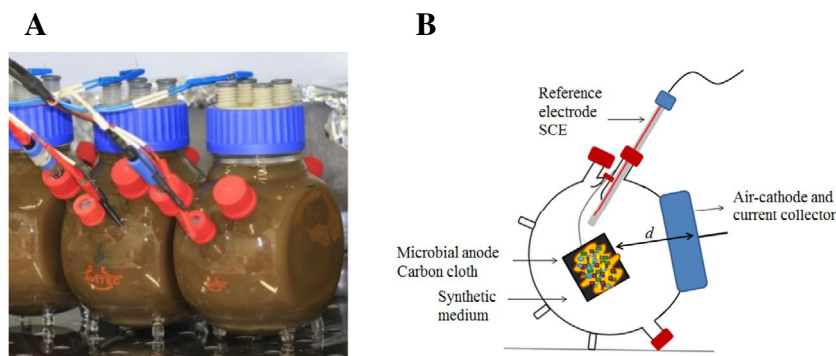 A
B
Reference
electrode
SCE
Air-cathode and
current collector
d
Microbial anode
Carbon cloth
Synthetic
medium